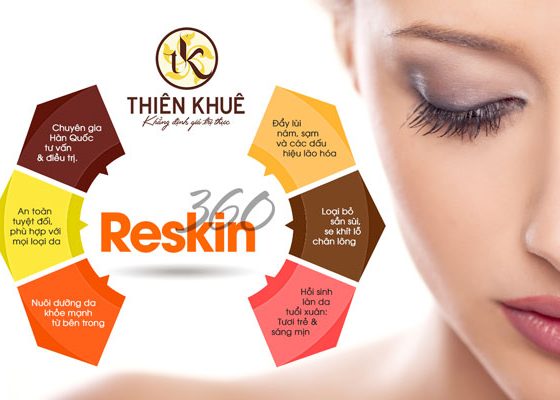 tk
THIÊN KHUÊ
Khẳng định giá trị thực
Chuyên gia
Hàn Quốc
tư vấn
& điều trị.
Đẩy lùi
nám, sạm
và các dấu
hiệu lão hóa
An toàn
tuyệt đối,
phù hợp với
mọi loại da
360
Reskin
Loại bỏ
sần sùi,
se khít lỗ
chân lông
Nuôi dưỡng da
khỏe mạnh
từ bên trong
Hồi sinh
làn da
tuổi xuân:
Tươi trẻ &
sáng mịn